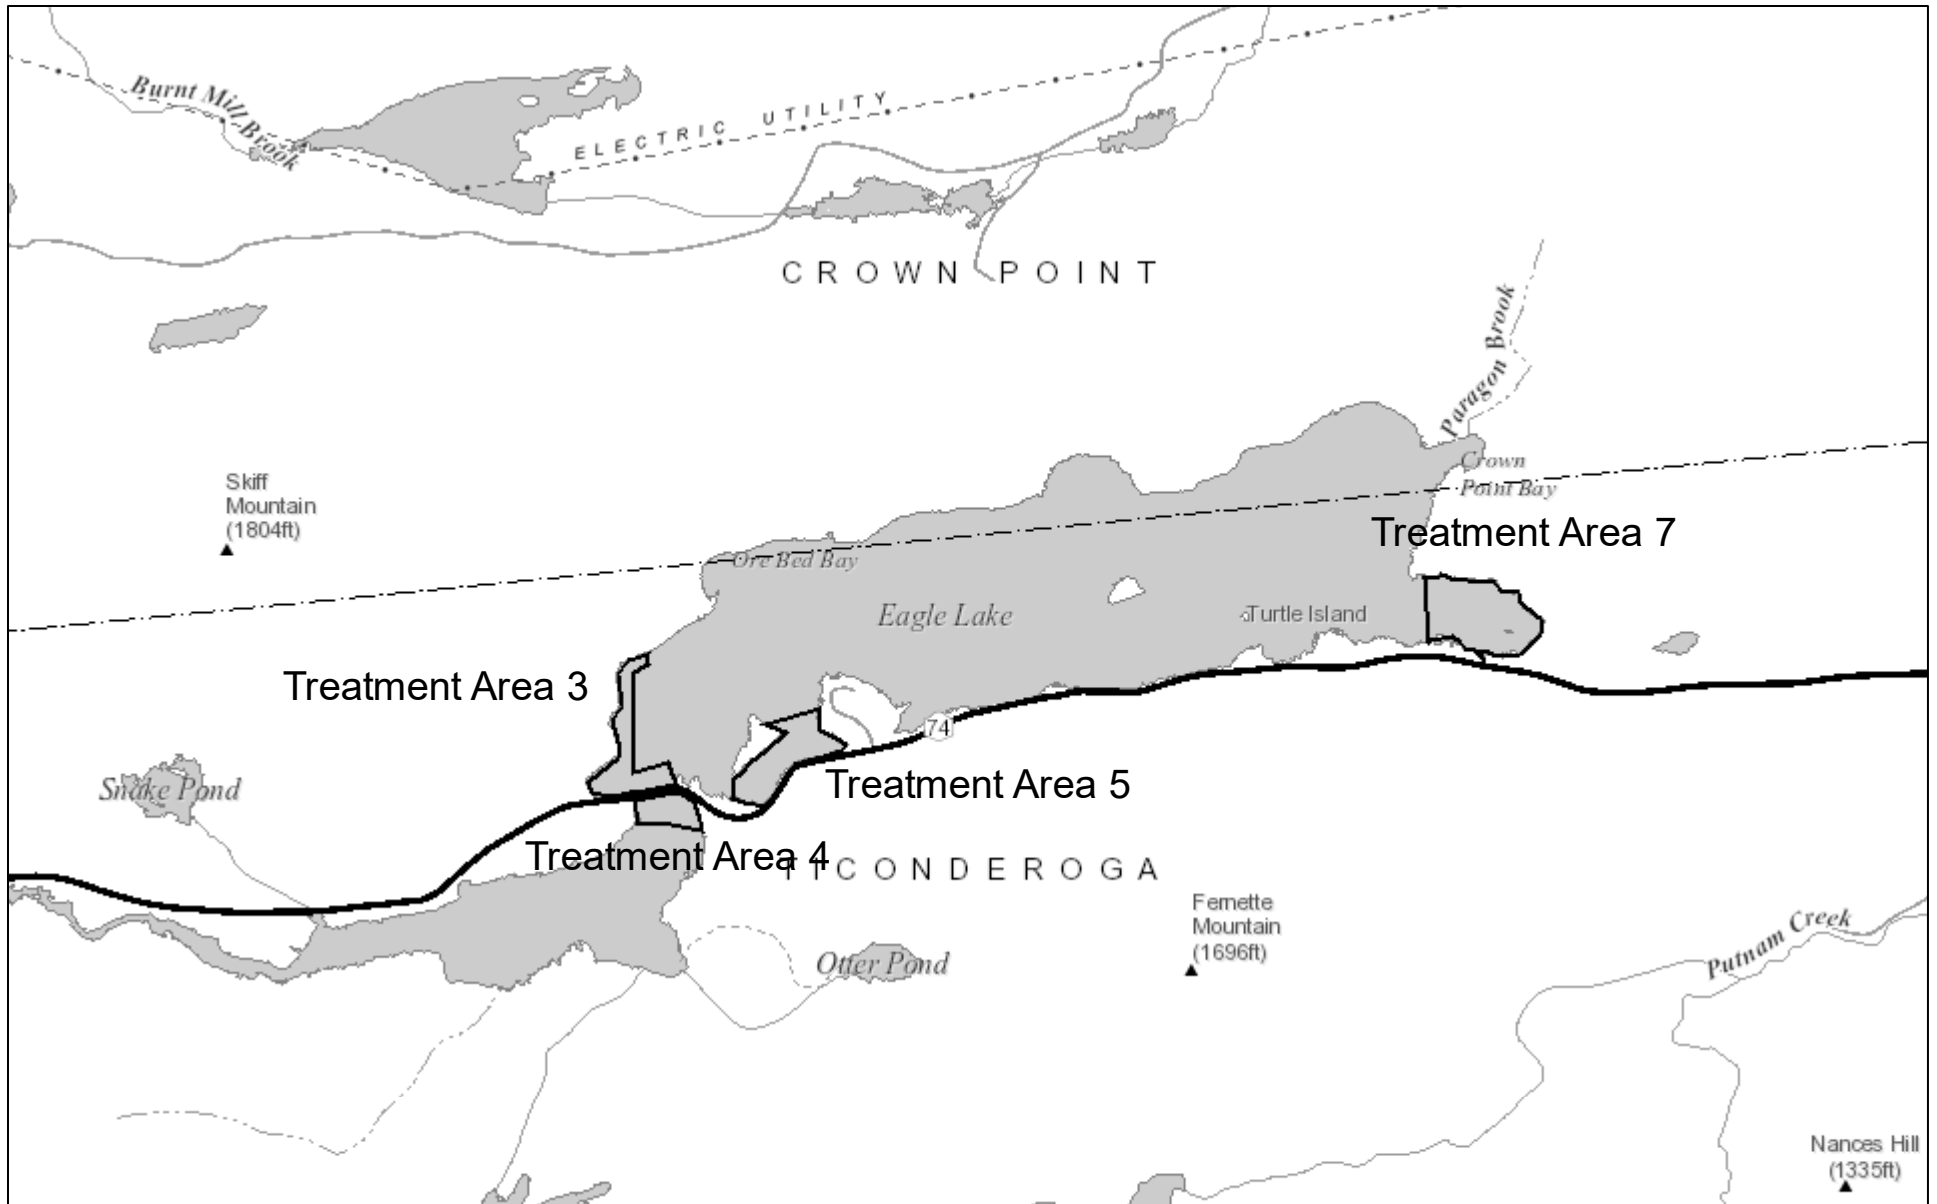 Burnt Mill Brook
ELECTRIC UTILITY
CROWN POINT
Paragon Brook
Crown
Point Bay
Skiff
Mountain
(1804ft)
Treatment Area 7
Ore Bed Bay
Eagle Lake
Turtle Island
Treatment Area 3
74
Snake Pond
Treatment Area 5
Treatment Area 4
TICONDEROGA
Fernette
Mountain
(1696ft)
Otter Pond
Putnam Creek
Nances Hill
(1335ft)